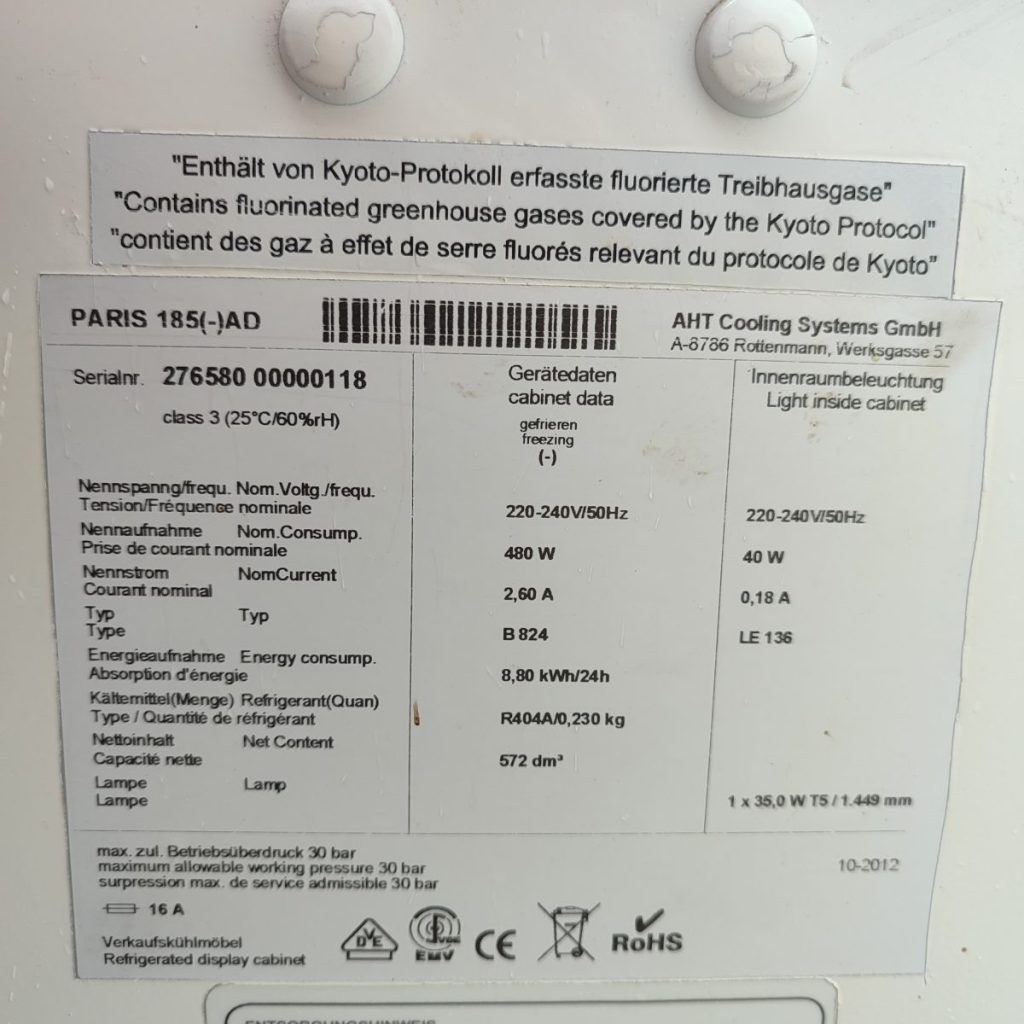 "Enthält von Kyoto-Protokoll erfasste fluorierte Treibhausgase"
"Contains fluorinated greenhouse gases covered by the Kyoto Protocol"
"contient des gaz à effet de serre fluorés relevant du protocole de Kyoto"
PARIS 185(-)AD
AHT Cooling Systems GmbH
A-8786 Rottenmann, Werksgasse 57
Serialnr. 276580 00000118
class 3 (25°C/60%rH)
Gerätedaten
cabinet data
gefrieren
freezing
(-)
Innenraumbeleuchtung
Light inside cabinet
Nennspanng/frequ. Nom.Voltg./frequ.
Tension/Fréquence nominale
220-240V/50Hz
220-240V/50Hz
Nennaufnahme Nom.Consump.
Prise de courant nominale
480 W
40 W
Nennstrom NomCurrent
Courant nominal
2,60 A
0,18 A
Typ Typ
Type
B 824
LE 136
Energieaufnahme Energy consump.
Absorption d'énergie
8,80 kWh/24h
Kältemittel(Menge) Refrigerant(Quan)
Type / Quantité de réfrigérant
R404A/0,230 kg
Nettoinhalt Net Content
Capacité nette
572 dm³
Lampe Lamp
Lampe
1 x 35,0 W T5 / 1.449 mm
max. zul. Betriebsüberdruck 30 bar
maximum allowable working pressure 30 bar
surpression max. de service admissible 30 bar
10-2012
16 A
Verkaufskühlmöbel
Refrigerated display cabinet
DVE
EMV
CE
RoHS
ENTSORGUNGSHINWEIS